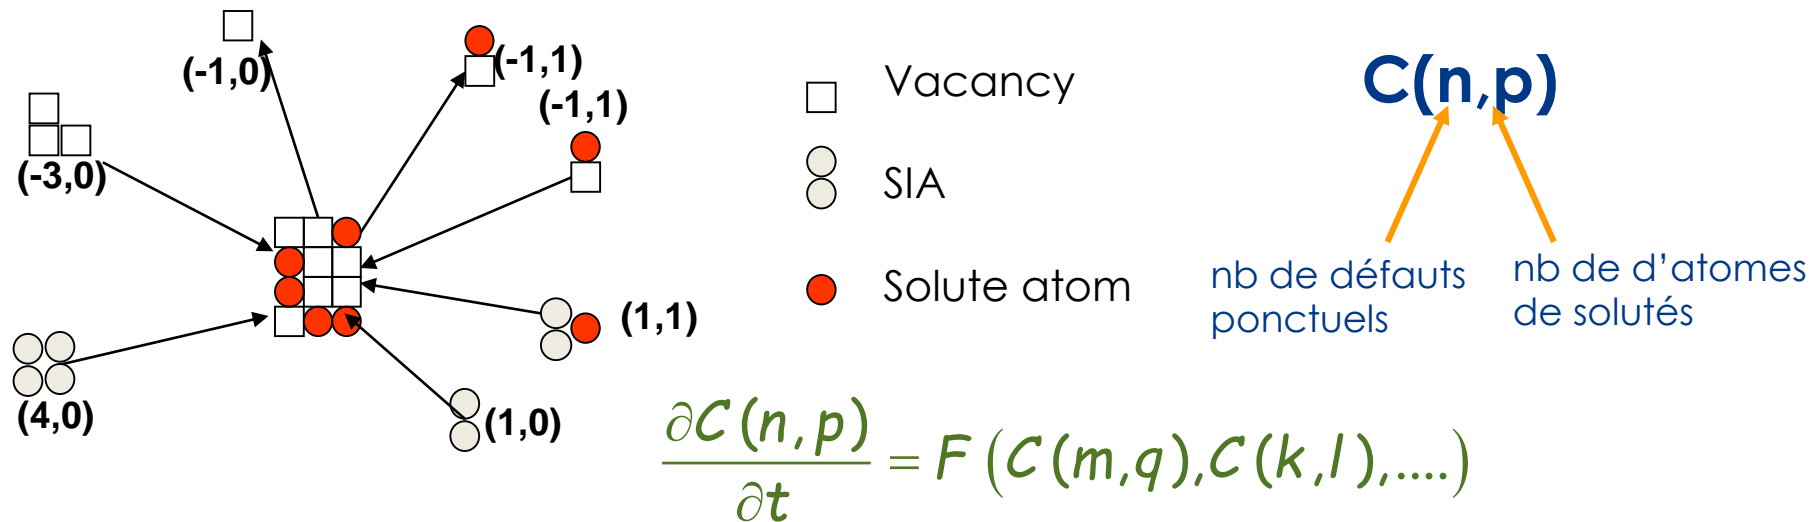 (-1,0)
(-1,1)
(-1,1)
(-3,0)
(1,1)
(4,0)
(1,0)
Vacancy
SIA
Solute atom
C(n,p)
nb de défauts
ponctuels
nb de d’atomes
de solutés
∂C(n,p)
∂t
= F(C(m,q),C(k,l),....)